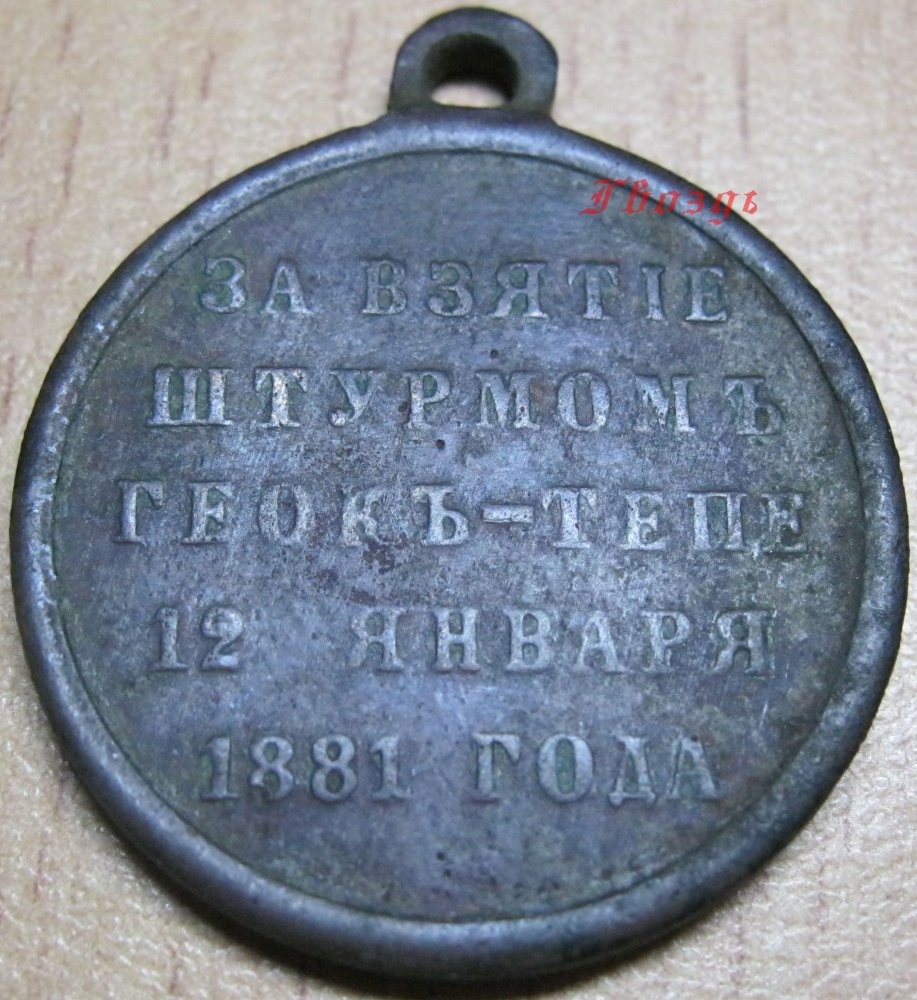 Гвоздь
ЗА ВЗЯТІЕ
ШТУРМОМЪ
ГЕОКЪ-ТЕПЕ
12 ЯНВАРЯ
1881 ГОДА